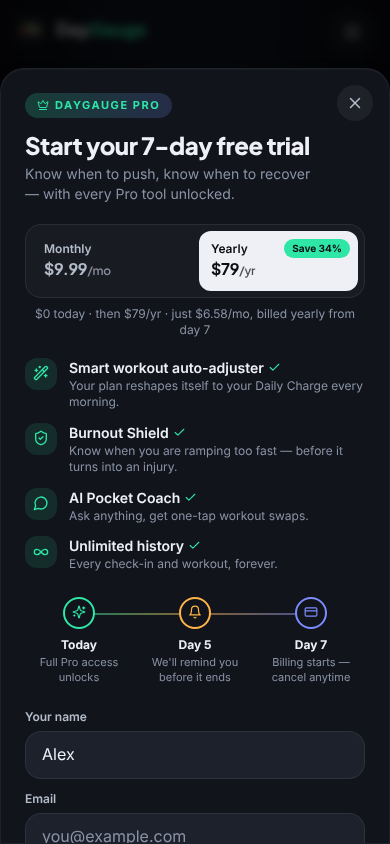 DayGauge
DAYGAUGE PRO
Start your 7-day free trial
Know when to push, know when to recover
— with every Pro tool unlocked.
Monthly
$9.99/mo
Yearly
Save 34%
$79/yr
$0 today · then $79/yr · just $6.58/mo, billed yearly from
day 7
Smart workout auto-adjuster
Your plan reshapes itself to your Daily Charge every
morning.
Burnout Shield
Know when you are ramping too fast — before it
turns into an injury.
AI Pocket Coach
Ask anything, get one-tap workout swaps.
Unlimited history
Every check-in and workout, forever.
Today
Full Pro access
unlocks
Day 5
We'll remind you
before it ends
Day 7
Billing starts —
cancel anytime
Your name
Alex
Email
you@example.com